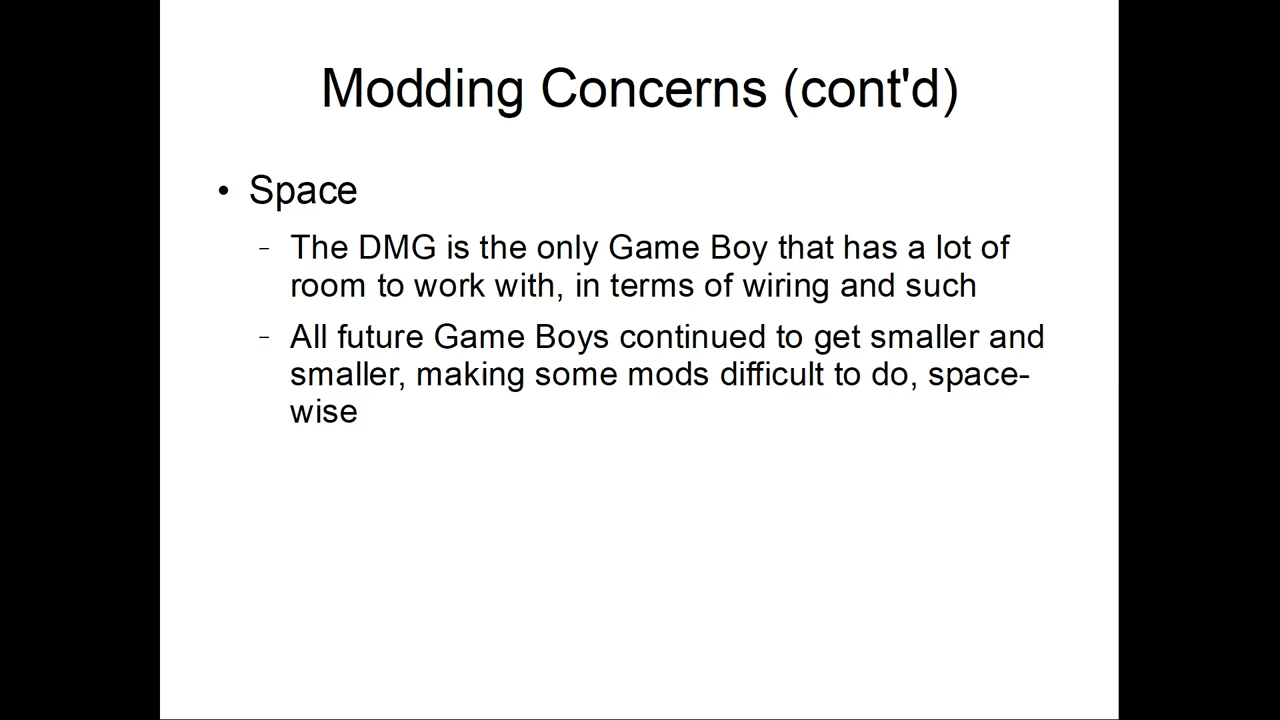 Modding Concerns (cont'd)
• Space
– The DMG is the only Game Boy that has a lot of
room to work with, in terms of wiring and such
– All future Game Boys continued to get smaller and
smaller, making some mods difficult to do, space-
wise